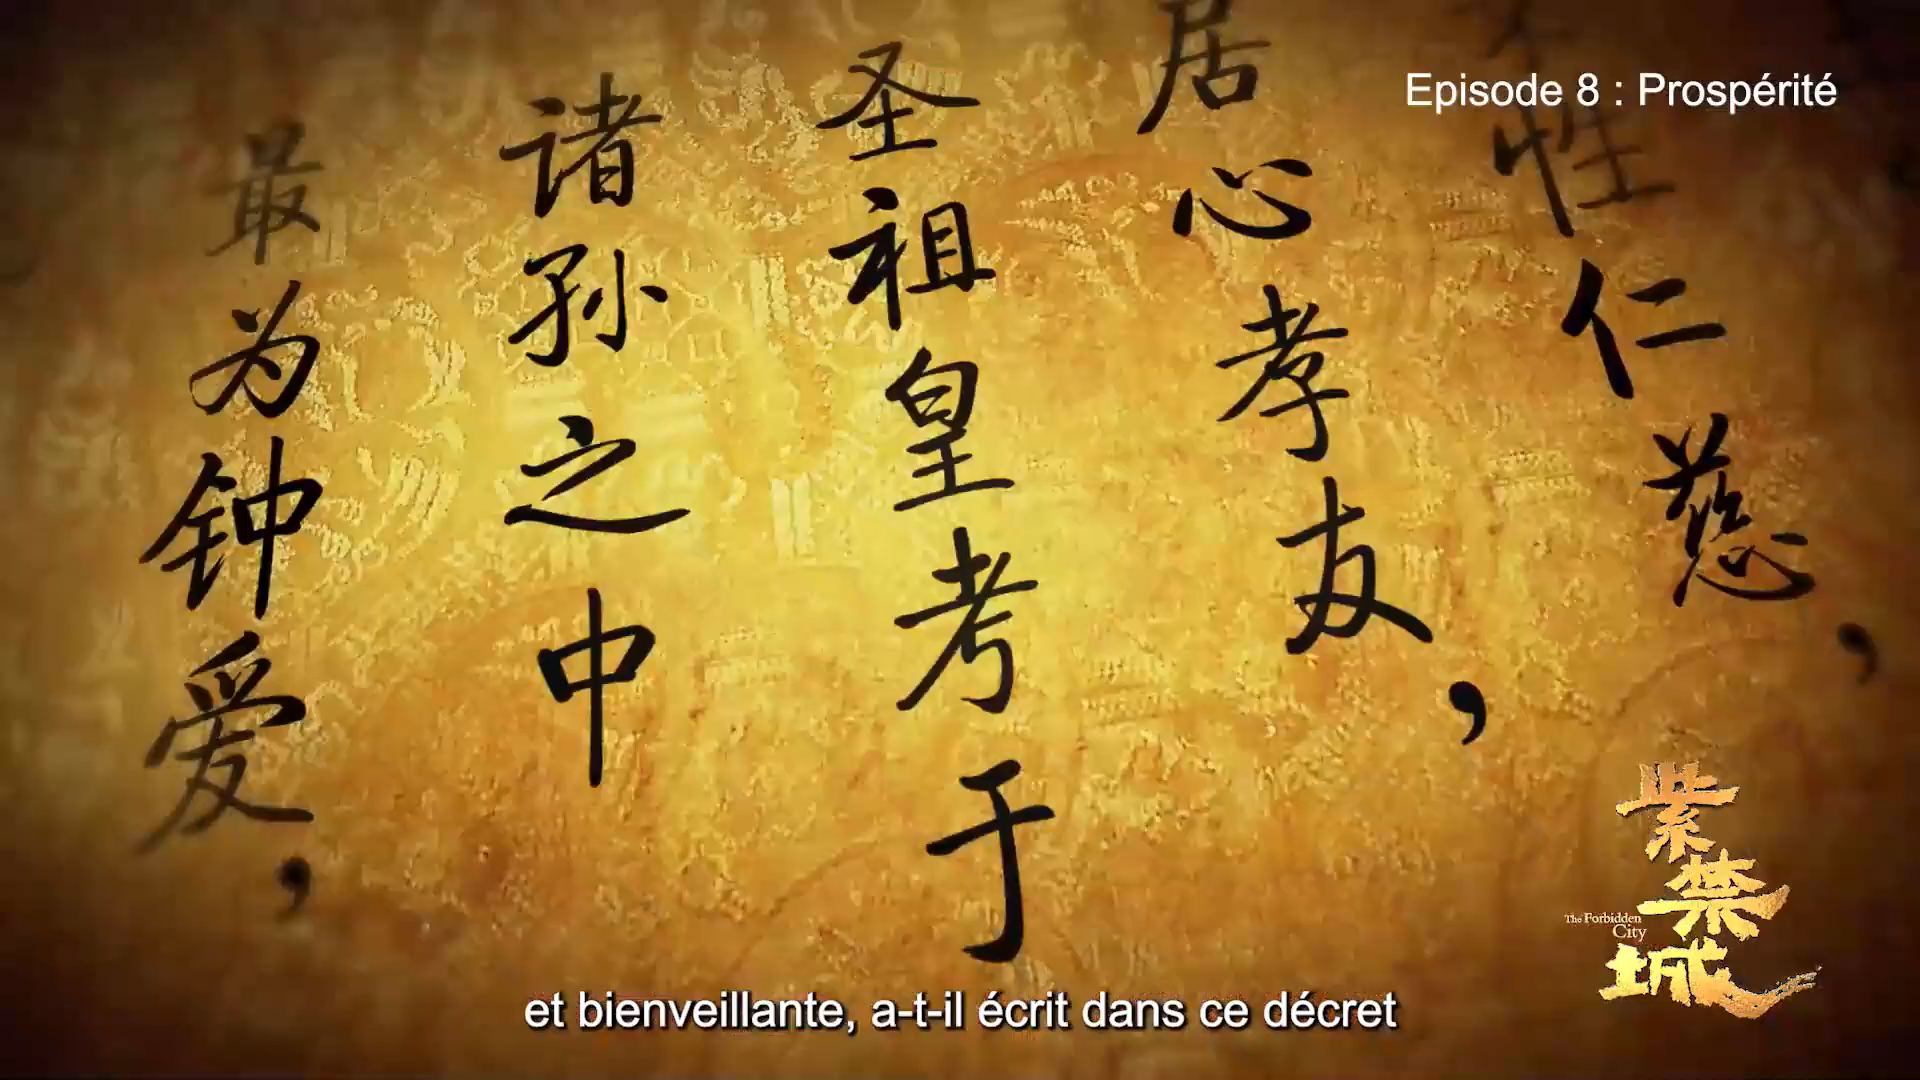 Episode 8 : Prospérité
性仁慈，
居心孝友，
圣祖皇考于
诸孙之中
最为钟爱，
紫禁城
The Forbidden
City
et bienveillante, a-t-il écrit dans ce décret